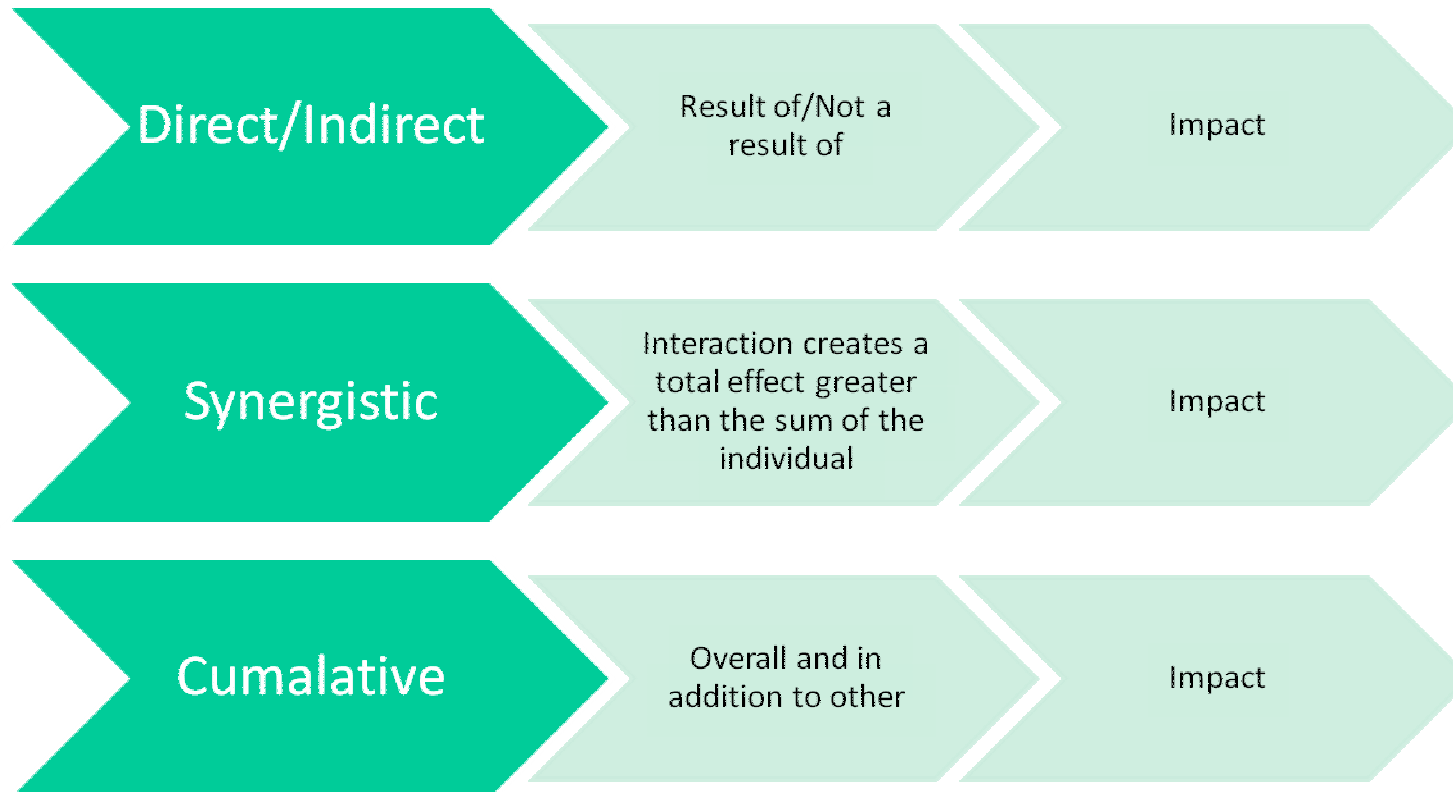 Direct/Indirect
Result of/Not a
result of
Impact
Synergistic
Interaction creates a
total effect greater
than the sum of the
individual
Impact
Cumalative
Overall and in
addition to other
Impact